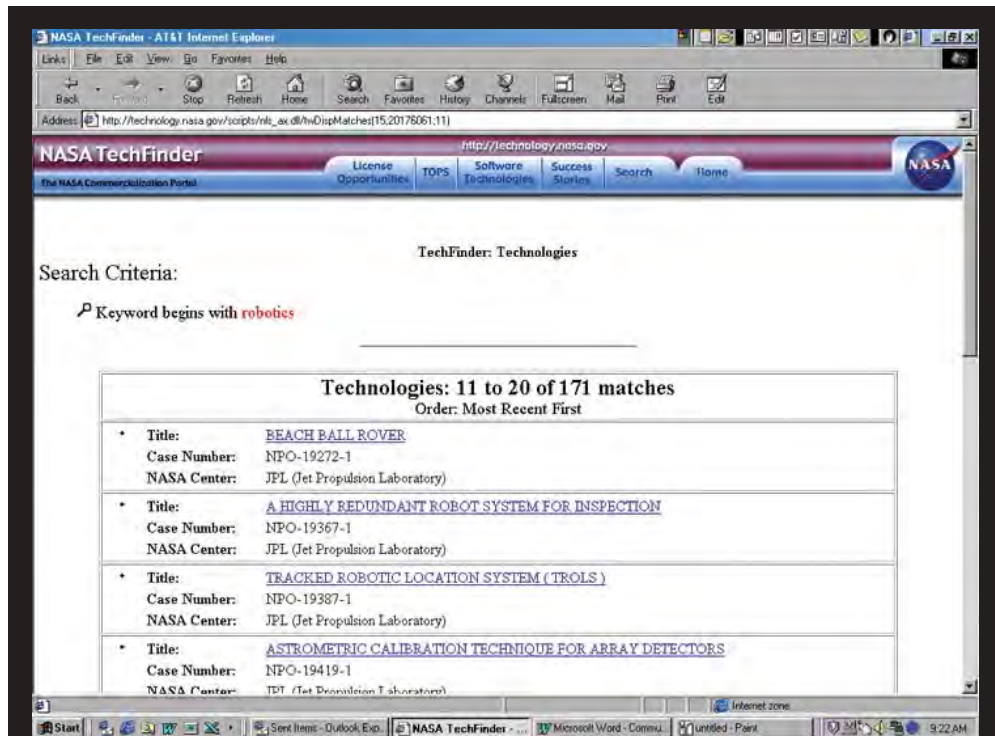 NASA TechFinder - AT&T Internet Explorer
Links File Edit View Go Favorites Help
Back Stop Refresh Home Search Favorites History Channels Fullscreen Mail Print Edit
Address http://technology.nasa.gov/scripts/nls_ax.dll/twDispMatches(15;20176061;11)
NASA TechFinder
http://technology.nasa.gov
License Opportunities TOPS Software Technologies Success Stories Search Home
NASA
The NASA Commercialization Portal
TechFinder: Technologies
Search Criteria:
Keyword begins with robotics
Technologies: 11 to 20 of 171 matches
Order: Most Recent First
• Title: BEACH BALL ROVER
Case Number: NPO-19272-1
NASA Center: JPL (Jet Propulsion Laboratory)
• Title: A HIGHLY REDUNDANT ROBOT SYSTEM FOR INSPECTION
Case Number: NPO-19367-1
NASA Center: JPL (Jet Propulsion Laboratory)
• Title: TRACKED ROBOTIC LOCATION SYSTEM ( TROLS )
Case Number: NPO-19387-1
NASA Center: JPL (Jet Propulsion Laboratory)
• Title: ASTROMETRIC CALIBRATION TECHNIQUE FOR ARRAY DETECTORS
Case Number: NPO-19419-1
NASA Center: JPL (Jet Propulsion Laboratory)
Internet zone
Start Sent Items - Outlook Exp... NASA TechFinder - ... Microsoft Word - Commu... untitled - Paint 9:22 AM